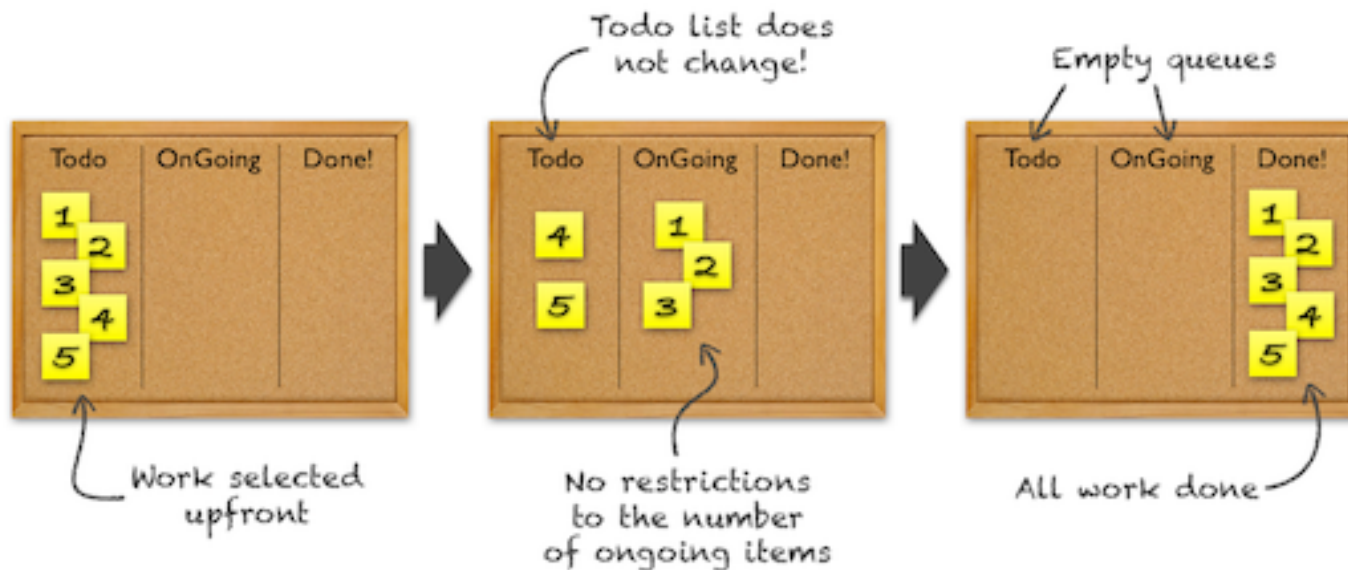 Todo list does
not change!
Empty queues
Todo OnGoing Done!
1
2
3
4
5
Todo OnGoing Done!
4
5
1
2
3
Todo OnGoing Done!
1
2
3
4
5
Work selected
upfront
No restrictions
to the number
of ongoing items
All work done